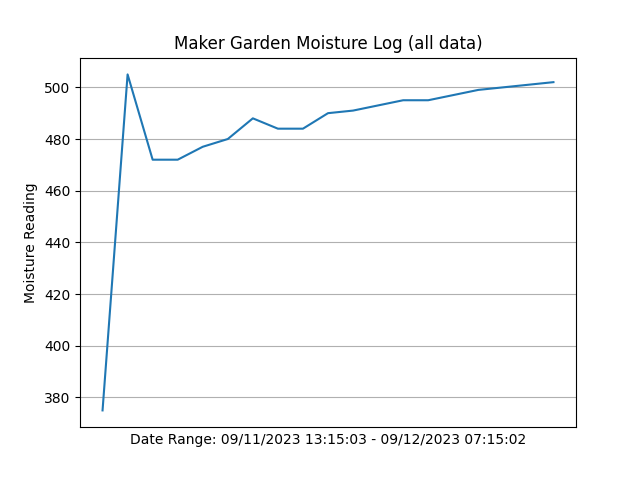 Maker Garden Moisture Log (all data)
500
480
460
440
420
400
380
Moisture Reading
Date Range: 09/11/2023 13:15:03 - 09/12/2023 07:15:02